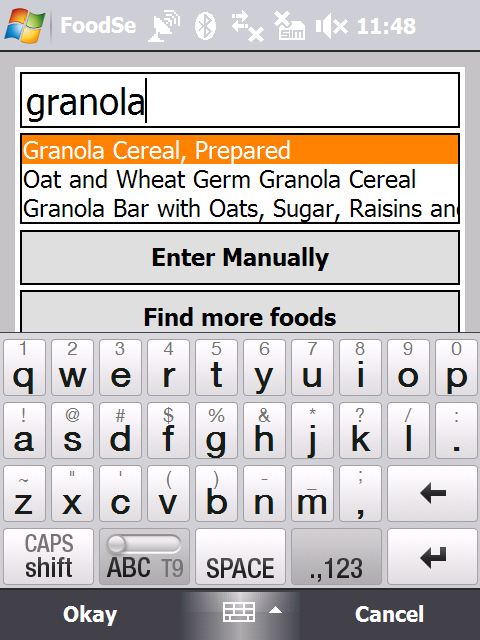 FoodSe 11:48
sim
granola
Granola Cereal, Prepared
Oat and Wheat Germ Granola Cereal
Granola Bar with Oats, Sugar, Raisins and
Enter Manually
Find more foods
1 2 3 4 5 6 7 8 9 0
q w e r t y u i o p
! @ # $ % & * ? / :
a s d f g h j k l .
~ " ' ( ) - _ ;
z x c v b n m ,
CAPS
shift ABC T9 SPACE .,123
Okay Cancel